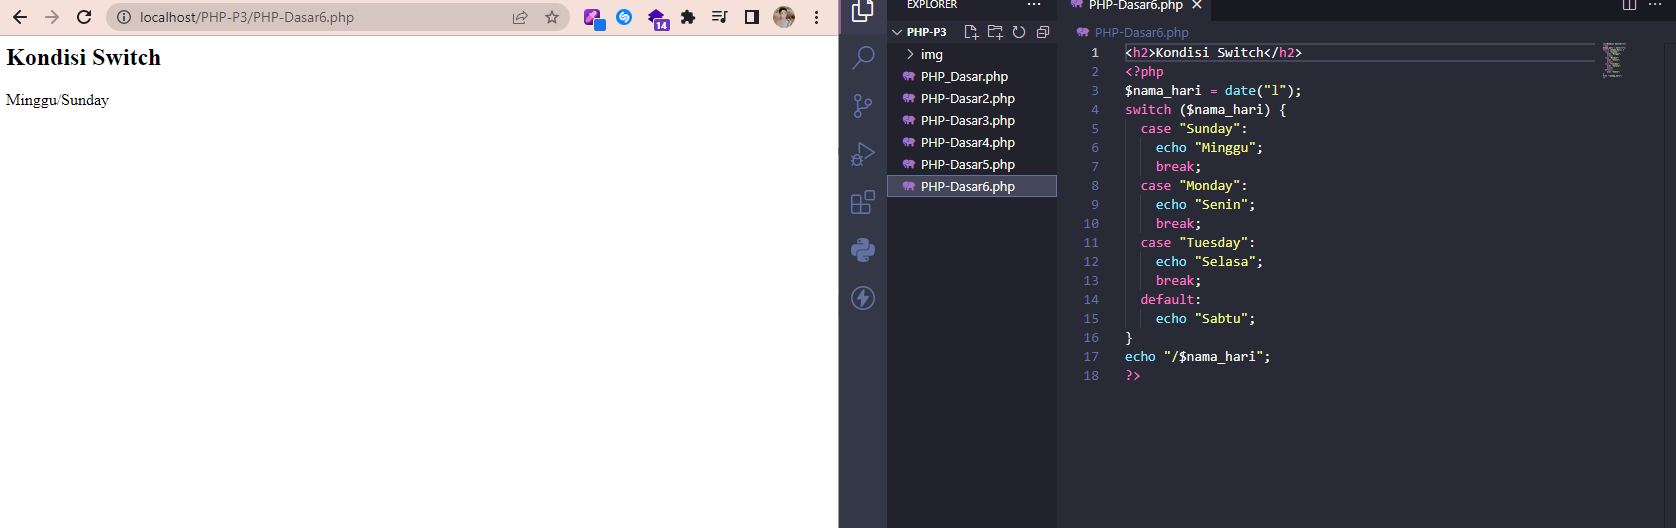 localhost/PHP-P3/PHP-Dasar6.php
14
Kondisi Switch
Minggu/Sunday
EXPLORER
PHP-P3
img
PHP_Dasar.php
PHP-Dasar2.php
PHP-Dasar3.php
PHP-Dasar4.php
PHP-Dasar5.php
PHP-Dasar6.php
PHP-Dasar6.php
PHP-Dasar6.php
1 <h2>Kondisi Switch</h2>
2 <?php
3 $nama_hari = date("l");
4 switch ($nama_hari) {
5 case "Sunday":
6 echo "Minggu";
7 break;
8 case "Monday":
9 echo "Senin";
10 break;
11 case "Tuesday":
12 echo "Selasa";
13 break;
14 default:
15 echo "Sabtu";
16 }
17 echo "/$nama_hari";
18 ?>